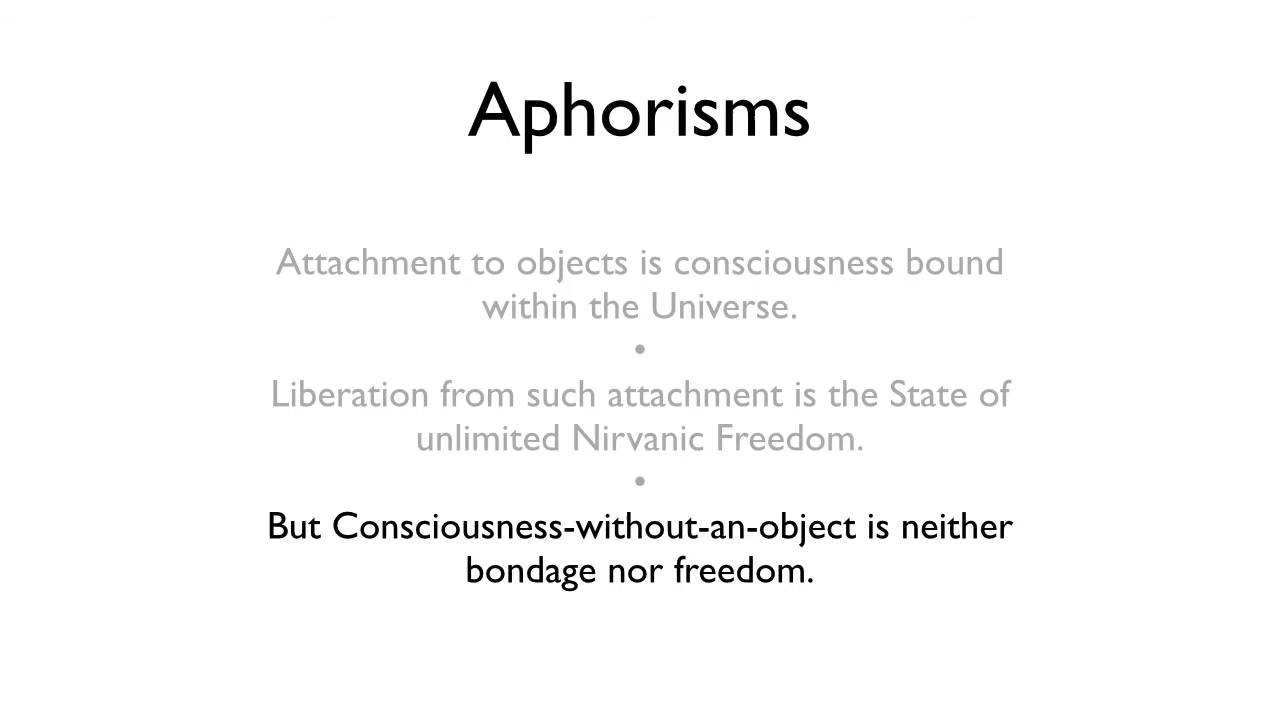 Aphorisms
Attachment to objects is consciousness bound
within the Universe.
•
Liberation from such attachment is the State of
unlimited Nirvanic Freedom.
•
But Consciousness-without-an-object is neither
bondage nor freedom.